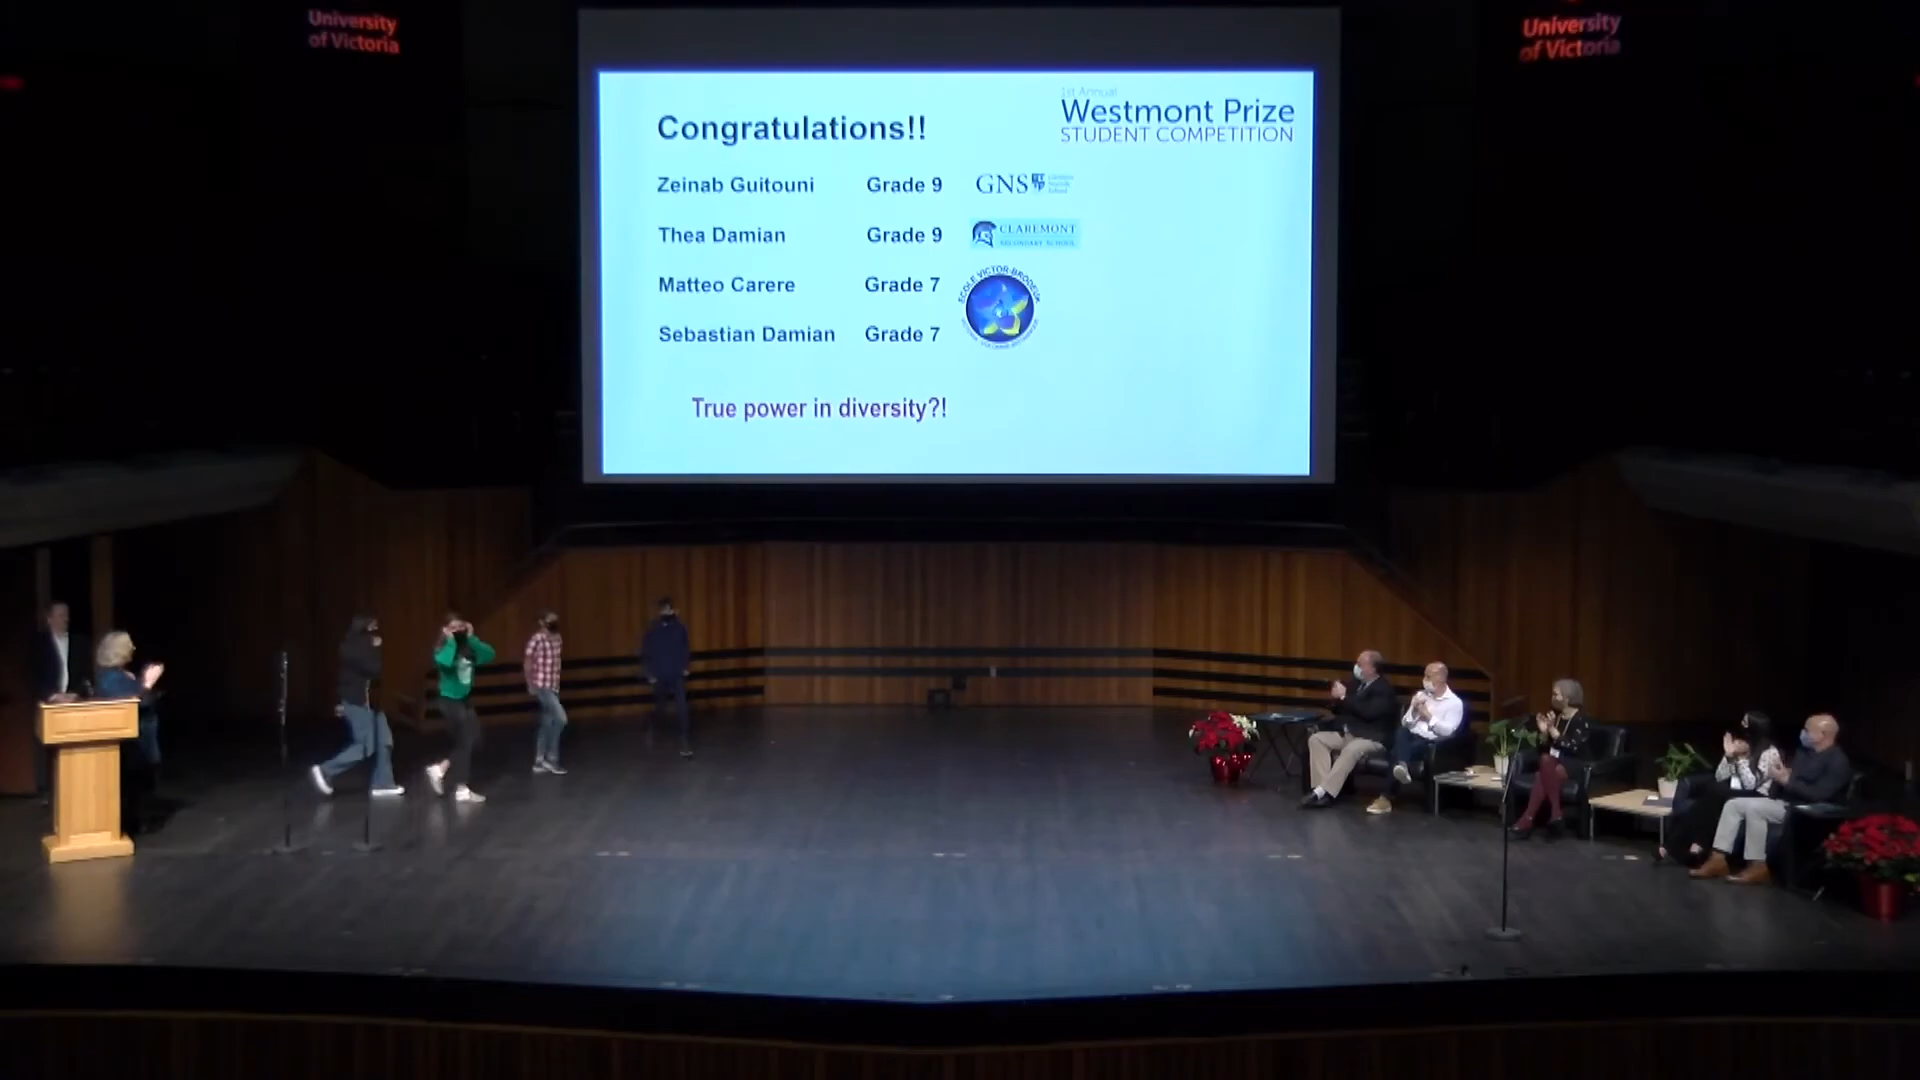 University
of Victoria
University
of Victoria
1st Annual
Westmont Prize
STUDENT COMPETITION
Congratulations!!
Zeinab Guitouni Grade 9 GNS
Thea Damian Grade 9 CLAREMONT
SECONDARY SCHOOL
Matteo Carere Grade 7
ECOLE VICTOR-BRODEUR
Sebastian Damian Grade 7
True power in diversity?!